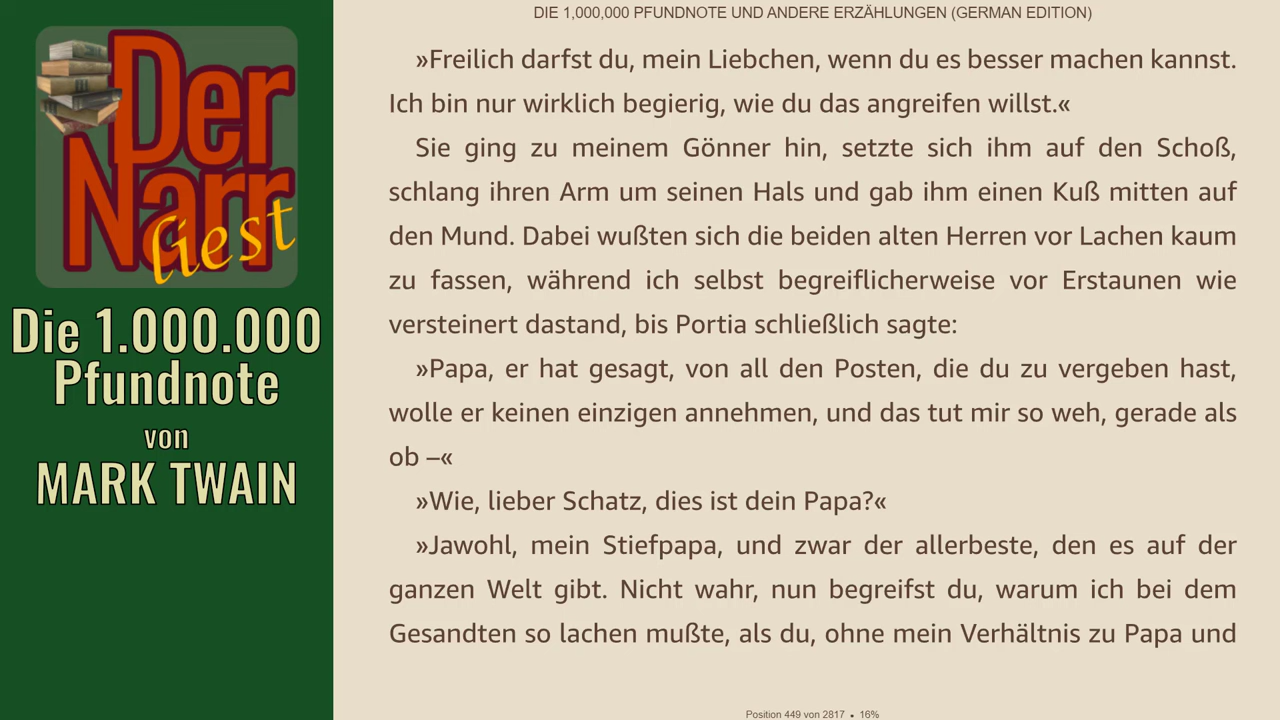 Der
Narr
liest
Die 1.000.000
Pfundnote
von
MARK TWAIN
DIE 1,000,000 PFUNDNOTE UND ANDERE ERZÄHLUNGEN (GERMAN EDITION)
»Freilich darfst du, mein Liebchen, wenn du es besser machen kannst.
Ich bin nur wirklich begierig, wie du das angreifen willst.«
Sie ging zu meinem Gönner hin, setzte sich ihm auf den Schoß,
schlang ihren Arm um seinen Hals und gab ihm einen Kuß mitten auf
den Mund. Dabei wußten sich die beiden alten Herren vor Lachen kaum
zu fassen, während ich selbst begreiflicherweise vor Erstaunen wie
versteinert dastand, bis Portia schließlich sagte:
»Papa, er hat gesagt, von all den Posten, die du zu vergeben hast,
wolle er keinen einzigen annehmen, und das tut mir so weh, gerade als
ob –«
»Wie, lieber Schatz, dies ist dein Papa?«
»Jawohl, mein Stiefpapa, und zwar der allerbeste, den es auf der
ganzen Welt gibt. Nicht wahr, nun begreifst du, warum ich bei dem
Gesandten so lachen mußte, als du, ohne mein Verhältnis zu Papa und
Position 449 von 2817 • 16%